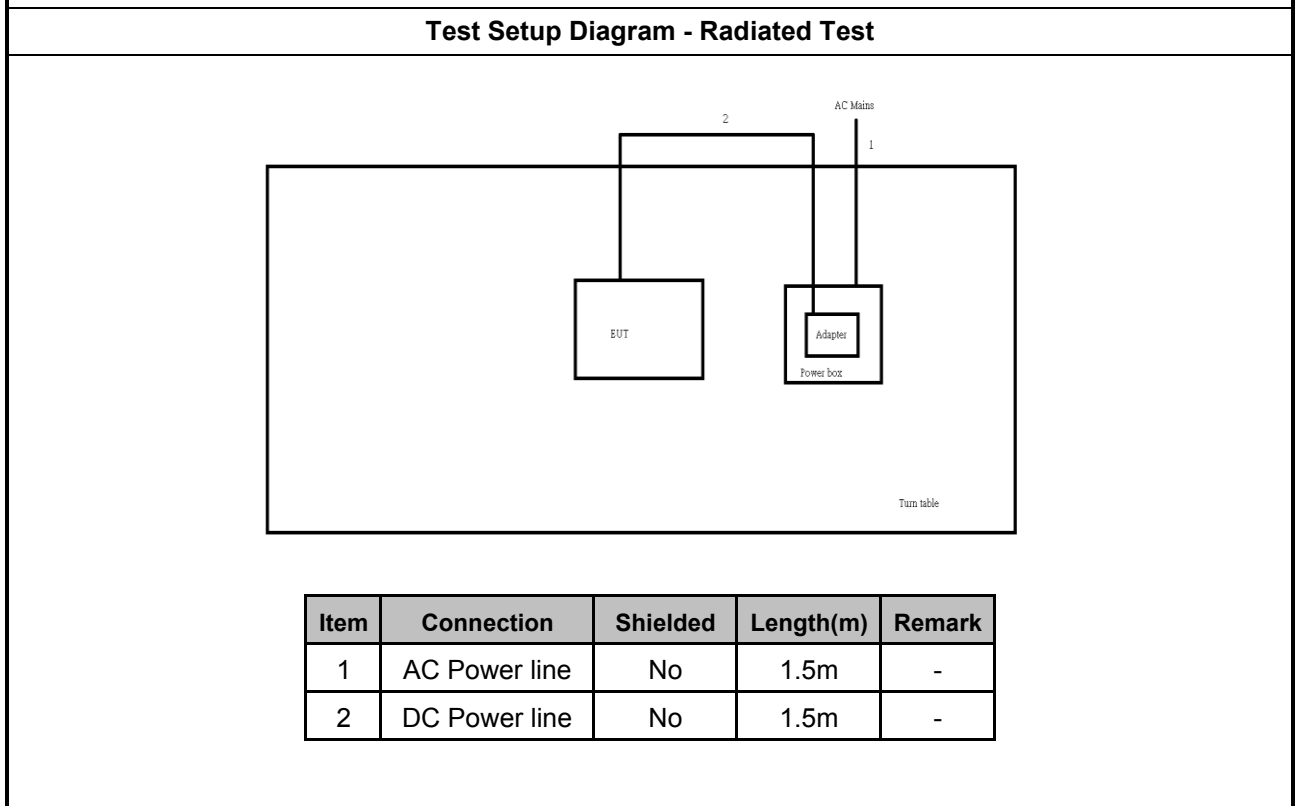 Test Setup Diagram - Radiated Test
AC Mains
2
1
EUT
Adapter
Power box
Turn table
Item Connection Shielded Length(m) Remark
1 AC Power line No 1.5m -
2 DC Power line No 1.5m -